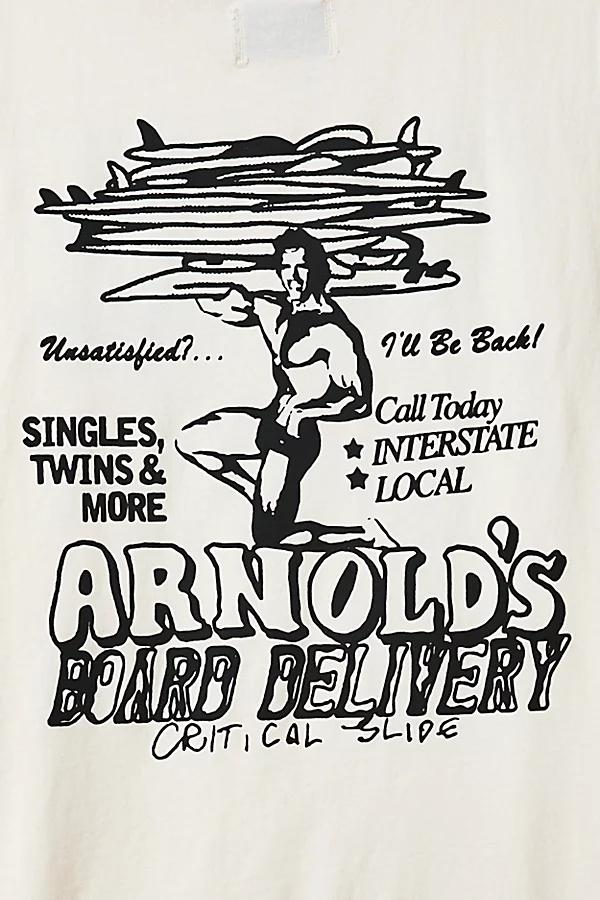 Unsatisfied?... I'll Be Back!
SINGLES,
TWINS &
MORE
Call Today
★ INTERSTATE
★ LOCAL
ARNOLD'S
BOARD DELIVERY
CRITICAL SLIDE